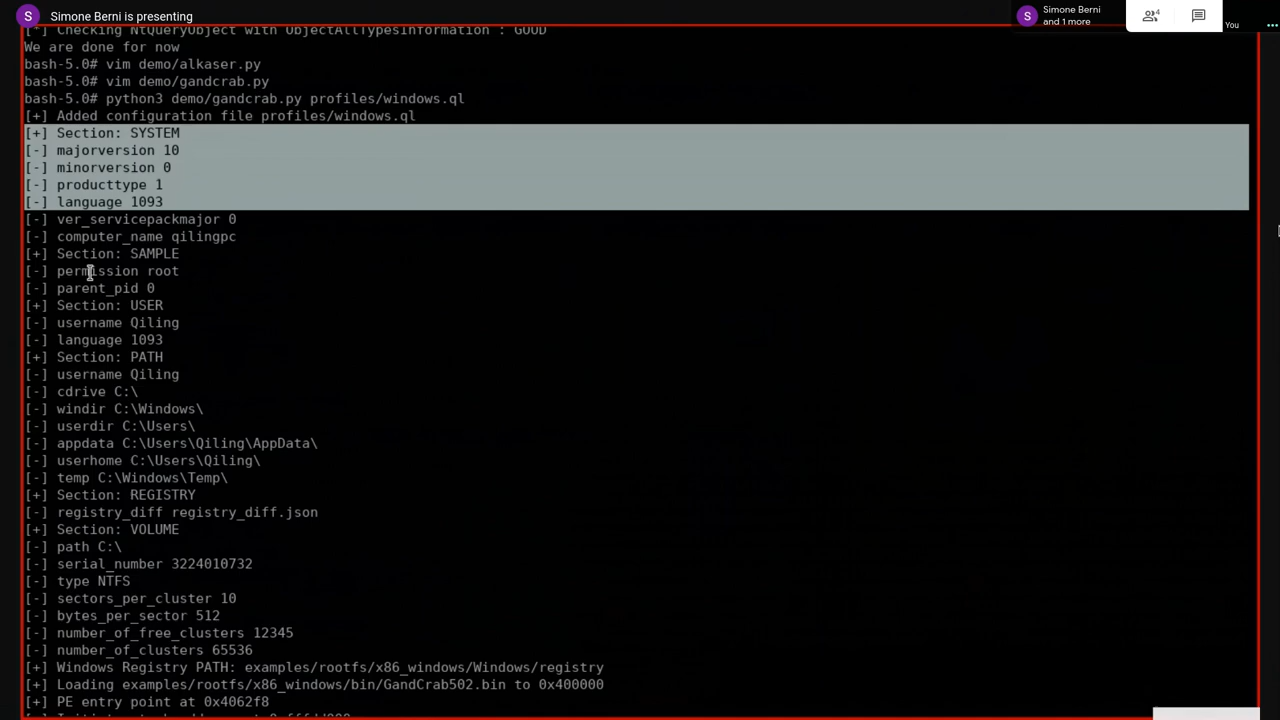 Simone Berni is presenting
Simone Berni
and 1 more
4
You
S
S
[*] Checking NtQueryObject with ObjectAllTypesInformation : GOOD
We are done for now
bash-5.0# vim demo/alkaser.py
bash-5.0# vim demo/gandcrab.py
bash-5.0# python3 demo/gandcrab.py profiles/windows.ql
[+] Added configuration file profiles/windows.ql
[+] Section: SYSTEM
[-] majorversion 10
[-] minorversion 0
[-] producttype 1
[-] language 1093
[-] ver_servicepackmajor 0
[-] computer_name qilingpc
[+] Section: SAMPLE
[-] permission root
[-] parent_pid 0
[+] Section: USER
[-] username Qiling
[-] language 1093
[+] Section: PATH
[-] username Qiling
[-] cdrive C:\
[-] windir C:\Windows\
[-] userdir C:\Users\
[-] appdata C:\Users\Qiling\AppData\
[-] userhome C:\Users\Qiling\
[-] temp C:\Windows\Temp\
[+] Section: REGISTRY
[-] registry_diff registry_diff.json
[+] Section: VOLUME
[-] path C:\
[-] serial_number 3224010732
[-] type NTFS
[-] sectors_per_cluster 10
[-] bytes_per_sector 512
[-] number_of_free_clusters 12345
[-] number_of_clusters 65536
[+] Windows Registry PATH: examples/rootfs/x86_windows/Windows/registry
[+] Loading examples/rootfs/x86_windows/bin/GandCrab502.bin to 0x400000
[+] PE entry point at 0x4062f8